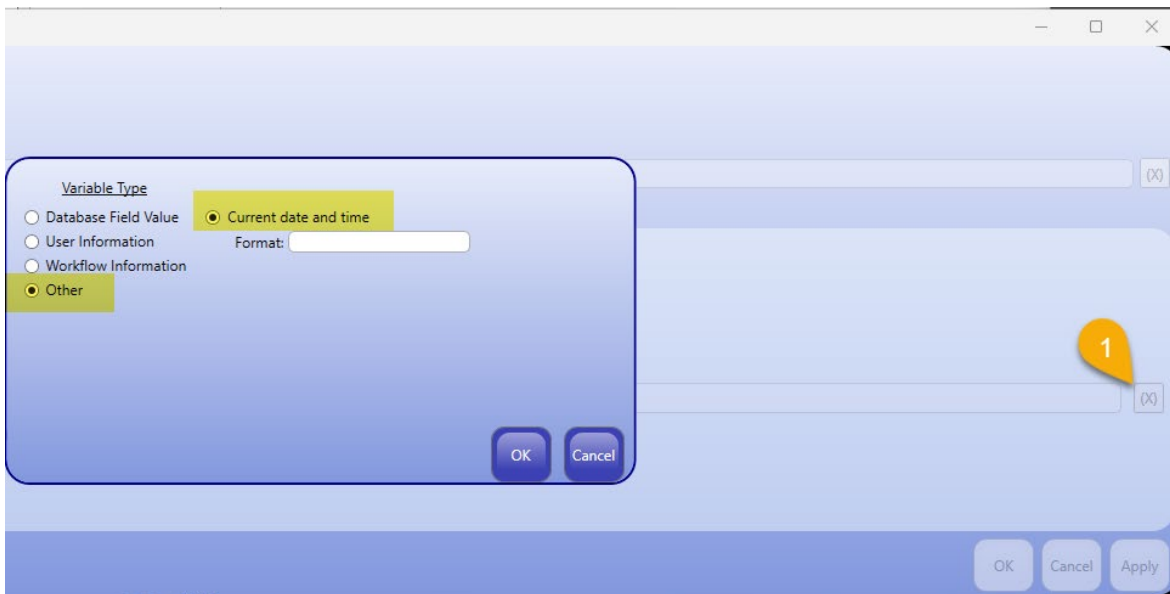 {X}
Variable Type
Database Field Value
Current date and time
User Information
Format:
Workflow Information
Other
1
{X}
OK
Cancel
OK
Cancel
Apply